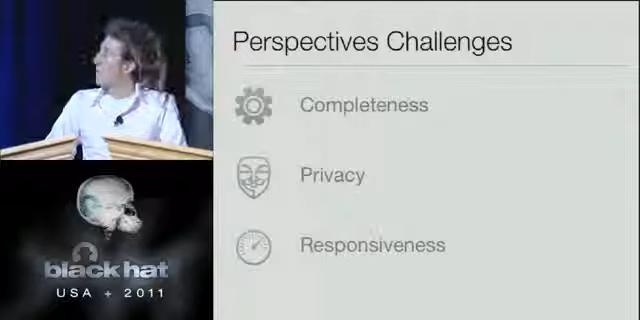 Perspectives Challenges
Completeness
Privacy
Responsiveness
black hat
USA + 2011